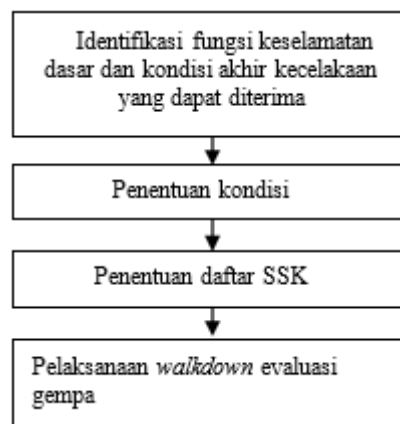 Identifikasi fungsi keselamatan
dasar dan kondisi akhir kecelakaan
yang dapat diterima
Penentuan kondisi
Penentuan daftar SSK
Pelaksanaan walkdown evaluasi
gempa